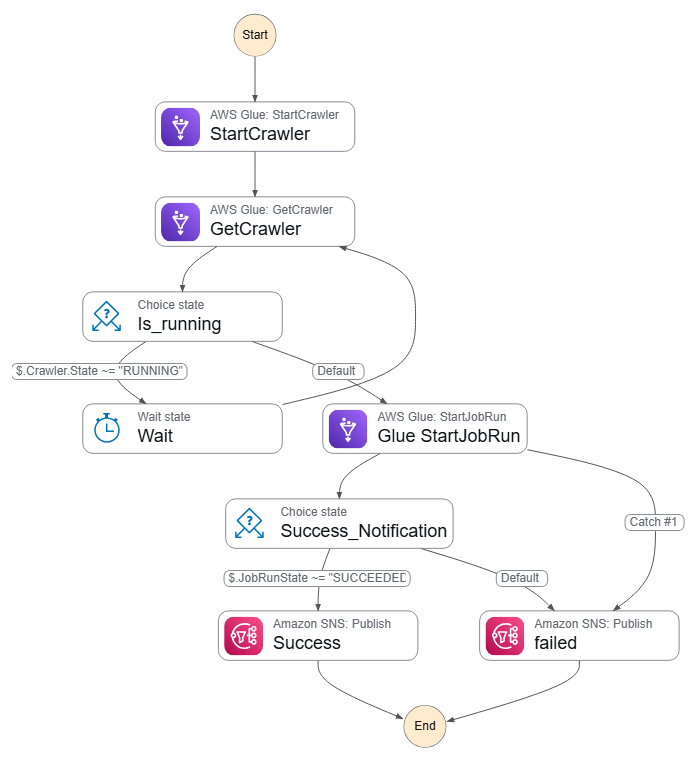 Start
AWS Glue: StartCrawler
StartCrawler
AWS Glue: GetCrawler
GetCrawler
Choice state
Is_running
$.Crawler.State ~= "RUNNING"
Default
Wait state
Wait
AWS Glue: StartJobRun
Glue StartJobRun
Choice state
Success_Notification
Catch #1
$.JobRunState ~= "SUCCEEDED
Default
Amazon SNS: Publish
Success
Amazon SNS: Publish
failed
End